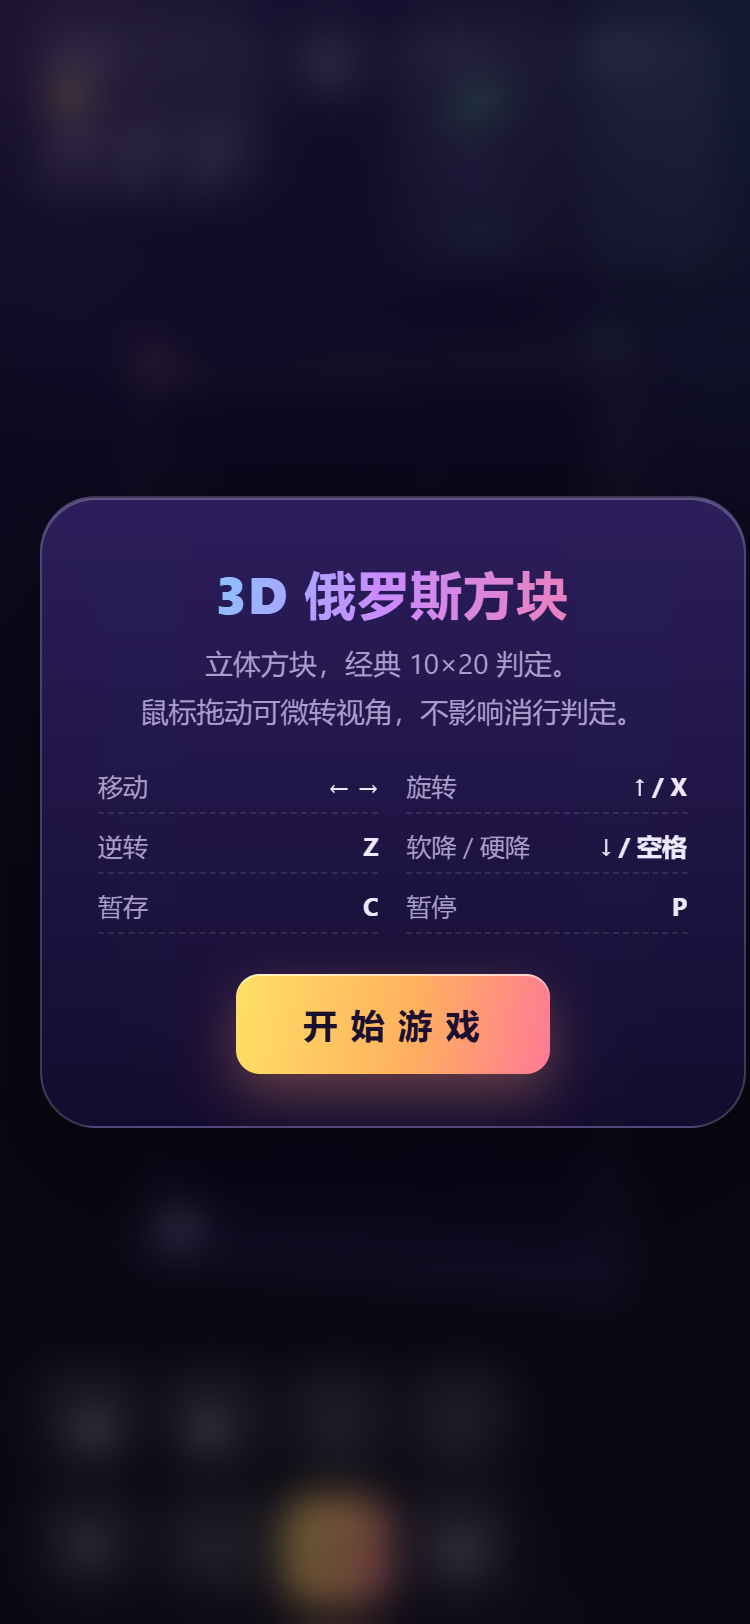 3D 俄罗斯方块
立体方块，经典 10×20 判定。
鼠标拖动可微转视角，不影响消行判定。
移动 ← → 旋转 ↑ / X
逆转 Z 软降 / 硬降 ↓ / 空格
暂存 C 暂停 P
开始游戏